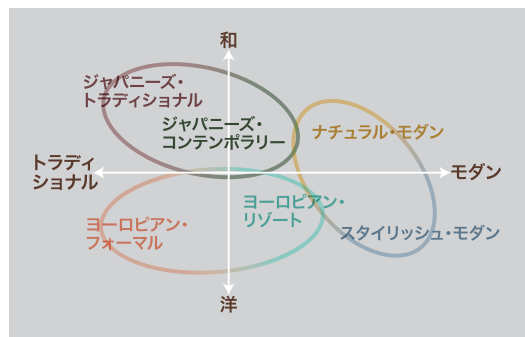 和
ジャパニーズ・
トラディショナル
ジャパニーズ・
コンテンポラリー
ナチュラル・モダン
トラディ
ショナル
モダン
ヨーロピアン・
リゾート
ヨーロピアン・
フォーマル
スタイリッシュ・モダン
洋